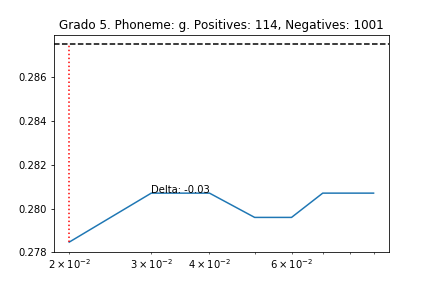 Grado 5. Phoneme: g. Positives: 114, Negatives: 1001
0.286
0.284
0.282
Delta: -0.03
0.280
0.278
2 × 10⁻² 3 × 10⁻² 4 × 10⁻² 6 × 10⁻²